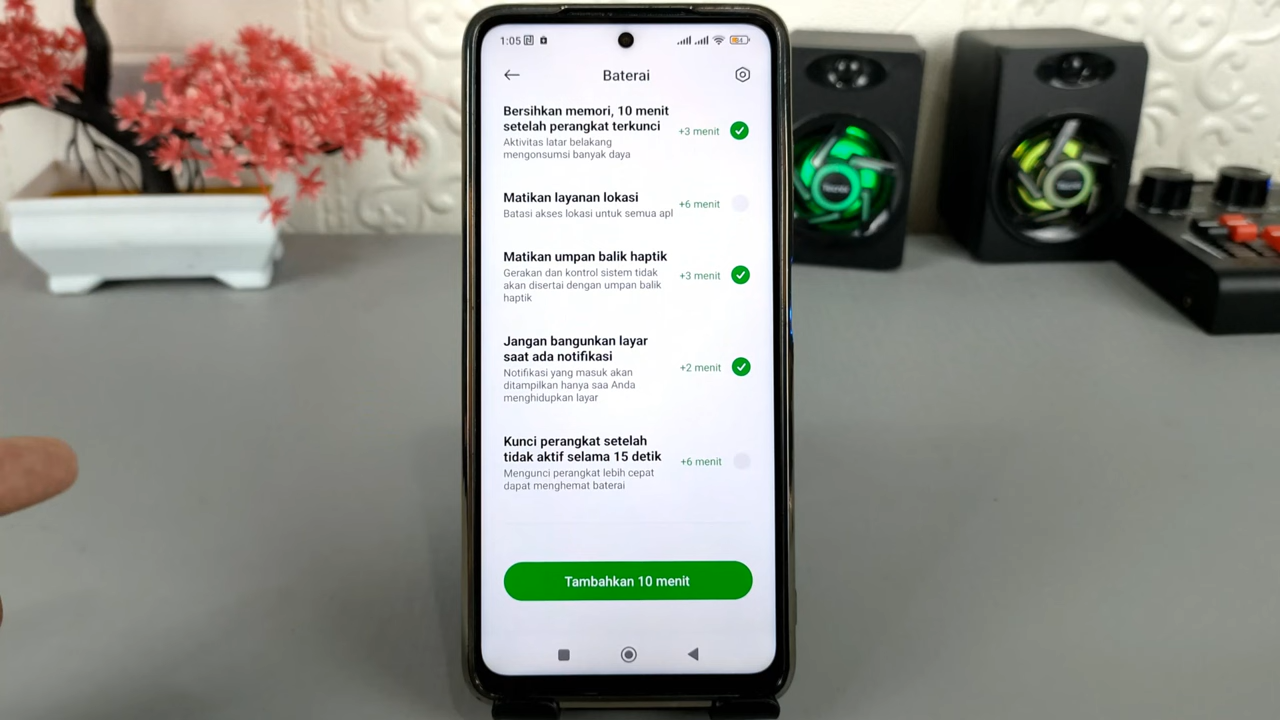 1:05
Baterai
Bersihkan memori, 10 menit
setelah perangkat terkunci
+3 menit
Aktivitas latar belakang
mengonsumsi banyak daya
Matikan layanan lokasi
+6 menit
Batasi akses lokasi untuk semua apl
Matikan umpan balik haptik
+3 menit
Gerakan dan kontrol sistem tidak
akan disertai dengan umpan balik
haptik
Jangan bangunkan layar
saat ada notifikasi
+2 menit
Notifikasi yang masuk akan
ditampilkan hanya saa Anda
menghidupkan layar
Kunci perangkat setelah
tidak aktif selama 15 detik
+6 menit
Mengunci perangkat lebih cepat
dapat menghemat baterai
Tambahkan 10 menit